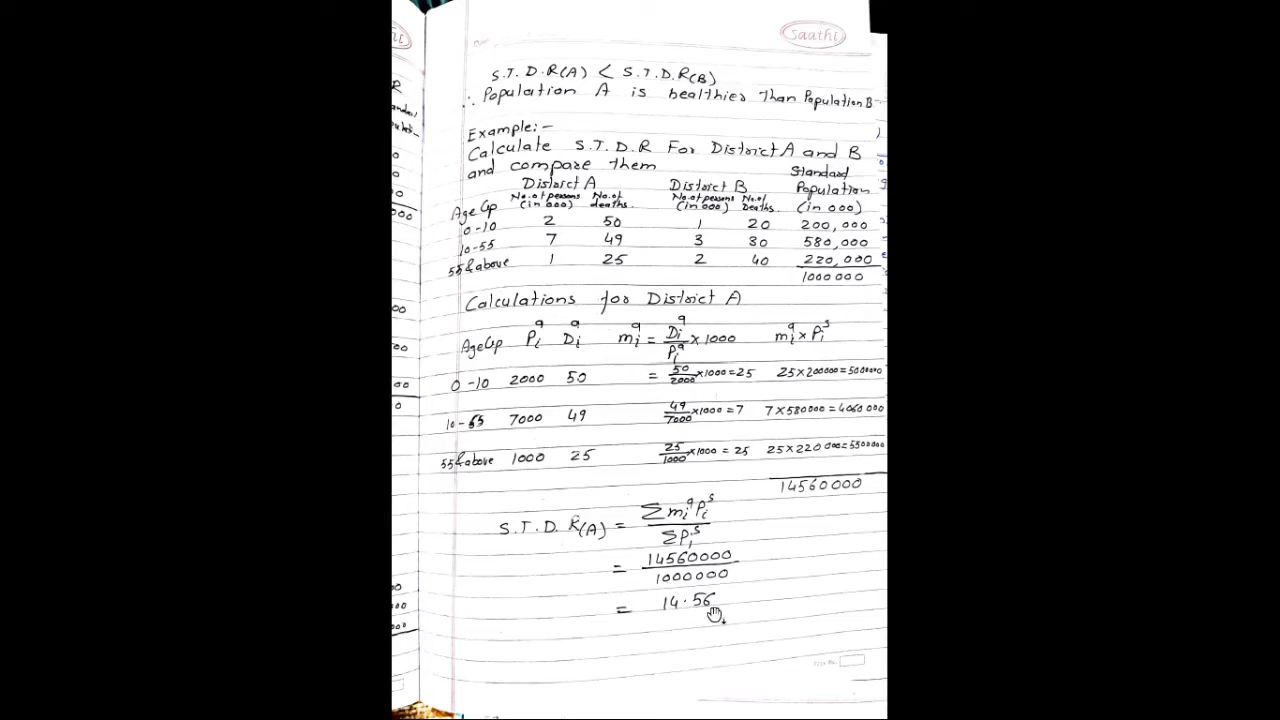 Saathi
S.T.D.R(A) < S.T.D.R(B)
∴ Population A is healthier Than Population B
Example:-
Calculate S.T.D.R For District A and B
and compare them
District A District B Standard Population (in 000)
Age Gp No. of persons (in 000) No. of deaths No. of persons (in 000) No. of Deaths
0-10 2 50 1 20 200,000
10-55 7 49 3 30 580,000
55 & above 1 25 2 40 220,000
1000000
Calculations for District A
Age Gp Pᵢᵃ Dᵢᵃ mᵢᵃ = Dᵢᵃ/Pᵢᵃ × 1000 mᵢᵃ × Pᵢˢ
0-10 2000 50 = 50/2000 × 1000 = 25 25 × 200000 = 5000000
10-55 7000 49 49/7000 × 1000 = 7 7 × 580000 = 4060000
55 & above 1000 25 25/1000 × 1000 = 25 25 × 220000 = 5500000
14560000
S.T.D.R(A) = Σmᵢᵃ Pᵢˢ / ΣPᵢˢ
= 14560000 / 1000000
= 14.56